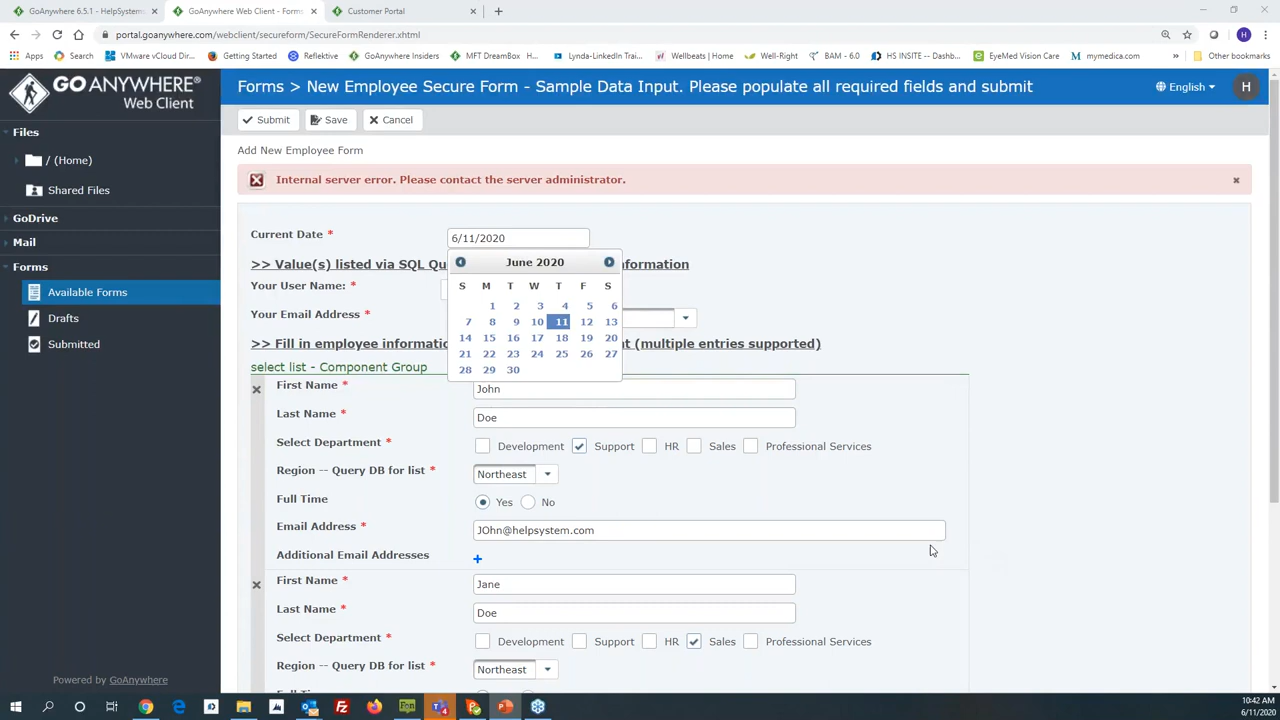 GoAnywhere 6.5.1 - HelpSystems × GoAnywhere Web Client - Forms × Customer Portal × +
portal.goanywhere.com/webclient/secureform/SecureFormRenderer.xhtml H
Apps Search VMware vCloud Dir... Getting Started Reflektive GoAnywhere Insiders MFT DreamBox H... Lynda-LinkedIn Trai... Wellbeats | Home Well-Right BAM - 6.0 HS INSITE -- Dashb... EyeMed Vision Care mymedica.com » Other bookmarks
GOANYWHERE®
Web Client
Forms > New Employee Secure Form - Sample Data Input. Please populate all required fields and submit
English H
Files
/ (Home)
Shared Files
GoDrive
Mail
Forms
Available Forms
Drafts
Submitted
Powered by GoAnywhere
Submit Save Cancel
Add New Employee Form
Internal server error. Please contact the server administrator. ×
Current Date * 6/11/2020
June 2020
S M T W T F S
1 2 3 4 5 6
7 8 9 10 11 12 13
14 15 16 17 18 19 20
21 22 23 24 25 26 27
28 29 30
>> Value(s) listed via SQL Qu formation
Your User Name: *
Your Email Address *
>> Fill in employee informatio t (multiple entries supported)
select list - Component Group
First Name * John
Last Name * Doe
Select Department * Development Support HR Sales Professional Services
Region -- Query DB for list * Northeast
Full Time Yes No
Email Address * JOhn@helpsystem.com
Additional Email Addresses +
First Name * Jane
Last Name * Doe
Select Department * Development Support HR Sales Professional Services
Region -- Query DB for list * Northeast
10:42 AM
6/11/2020